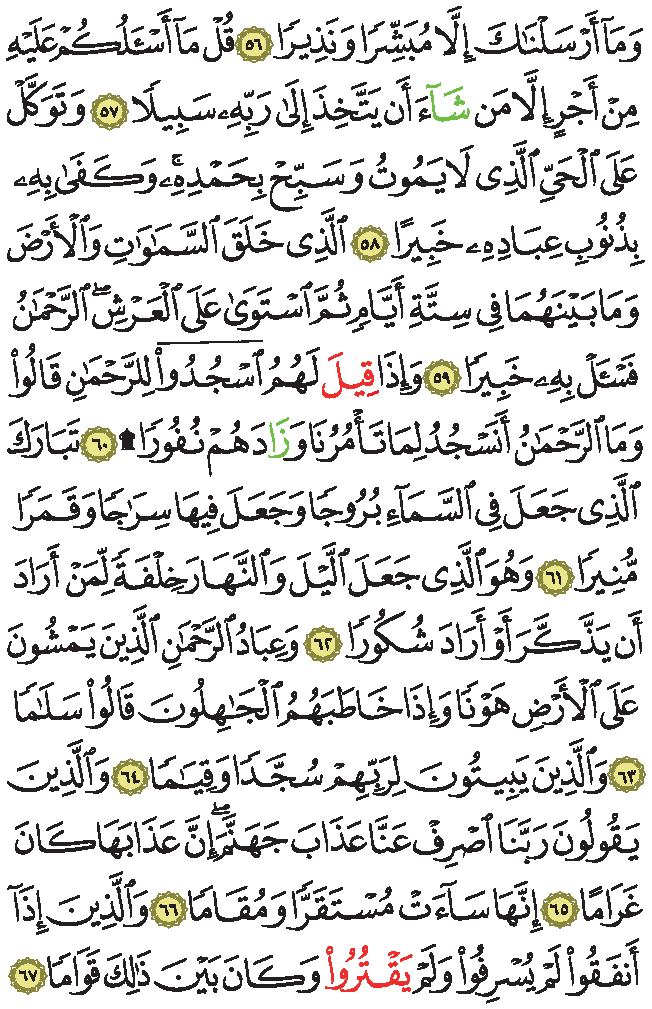 وَمَآ أَرْسَلْنَٰكَ إِلَّا مُبَشِّرًا وَنَذِيرًا ٥٦ قُلْ مَآ أَسْـَٔلُكُمْ عَلَيْهِ
مِنْ أَجْرٍ إِلَّا مَن شَآءَ أَن يَتَّخِذَ إِلَىٰ رَبِّهِۦ سَبِيلًا ٥٧ وَتَوَكَّلْ
عَلَى ٱلْحَىِّ ٱلَّذِى لَا يَمُوتُ وَسَبِّحْ بِحَمْدِهِۦۚ وَكَفَىٰ بِهِۦ
بِذُنُوبِ عِبَادِهِۦ خَبِيرًا ٥٨ ٱلَّذِى خَلَقَ ٱلسَّمَٰوَٰتِ وَٱلْأَرْضَ
وَمَا بَيْنَهُمَا فِى سِتَّةِ أَيَّامٍ ثُمَّ ٱسْتَوَىٰ عَلَى ٱلْعَرْشِۖ ٱلرَّحْمَٰنُ
فَسْـَٔلْ بِهِۦ خَبِيرًا ٥٩ وَإِذَا قِيلَ لَهُمُ ٱسْجُدُوا۟ لِلرَّحْمَٰنِ قَالُوا۟
وَمَا ٱلرَّحْمَٰنُ أَنَسْجُدُ لِمَا تَأْمُرُنَا وَزَادَهُمْ نُفُورًا ۩ ٦٠ تَبَارَكَ
ٱلَّذِى جَعَلَ فِى ٱلسَّمَآءِ بُرُوجًا وَجَعَلَ فِيهَا سِرَٰجًا وَقَمَرًا
مُّنِيرًا ٦١ وَهُوَ ٱلَّذِى جَعَلَ ٱلَّيْلَ وَٱلنَّهَارَ خِلْفَةً لِّمَنْ أَرَادَ
أَن يَذَّكَّرَ أَوْ أَرَادَ شُكُورًا ٦٢ وَعِبَادُ ٱلرَّحْمَٰنِ ٱلَّذِينَ يَمْشُونَ
عَلَى ٱلْأَرْضِ هَوْنًا وَإِذَا خَاطَبَهُمُ ٱلْجَٰهِلُونَ قَالُوا۟ سَلَٰمًا
٦٣ وَٱلَّذِينَ يَبِيتُونَ لِرَبِّهِمْ سُجَّدًا وَقِيَٰمًا ٦٤ وَٱلَّذِينَ
يَقُولُونَ رَبَّنَا ٱصْرِفْ عَنَّا عَذَابَ جَهَنَّمَۖ إِنَّ عَذَابَهَا كَانَ
غَرَامًا ٦٥ إِنَّهَا سَآءَتْ مُسْتَقَرًّا وَمُقَامًا ٦٦ وَٱلَّذِينَ إِذَآ
أَنفَقُوا۟ لَمْ يُسْرِفُوا۟ وَلَمْ يَقْتُرُوا۟ وَكَانَ بَيْنَ ذَٰلِكَ قَوَامًا ٦٧